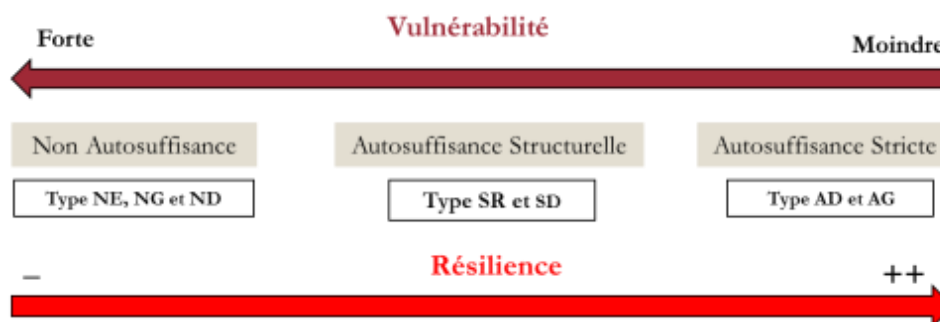 Vulnérabilité
Forte
Moindre
Non Autosuffisance
Autosuffisance Structurelle
Autosuffisance Stricte
Type NE, NG et ND
Type SR et SD
Type AD et AG
– Résilience ++